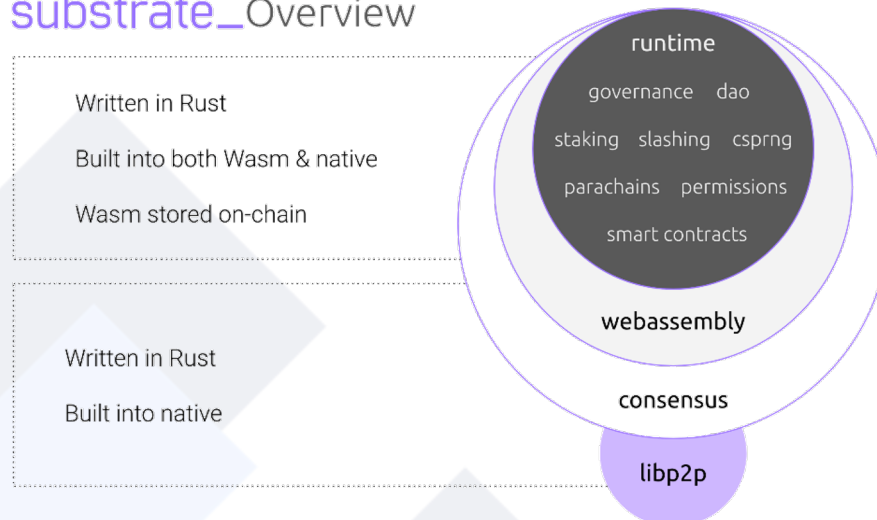 substrate_Overview
Written in Rust
Built into both Wasm & native
Wasm stored on-chain
Written in Rust
Built into native
runtime
governance dao
staking slashing csprng
parachains permissions
smart contracts
webassembly
consensus
libp2p